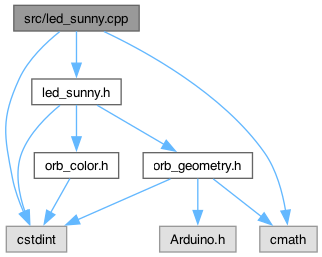 src/led_sunny.cpp
led_sunny.h
orb_color.h
orb_geometry.h
cstdint
Arduino.h
cmath